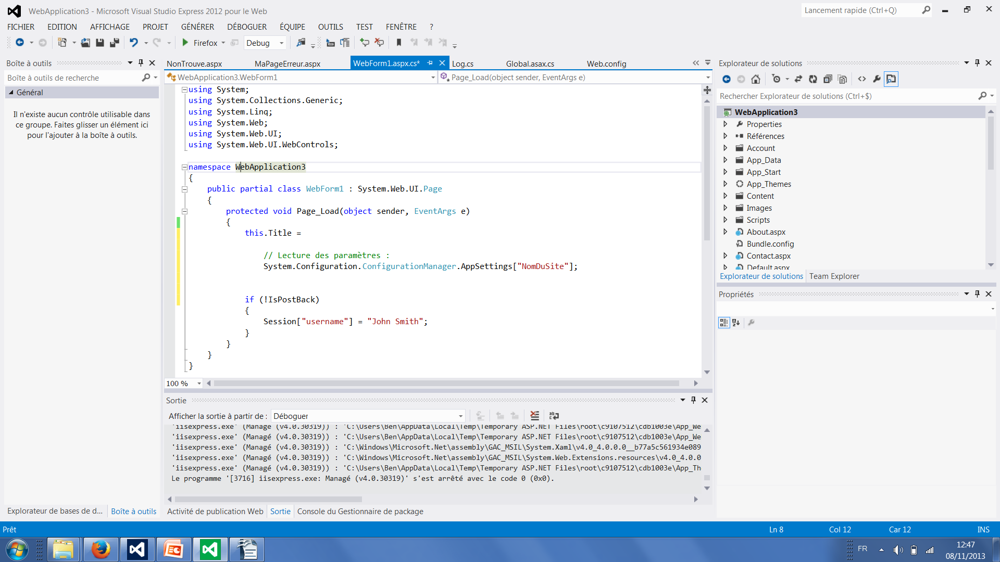 WebApplication3 - Microsoft Visual Studio Express 2012 pour le Web
Lancement rapide (Ctrl+Q)
FICHIER EDITION AFFICHAGE PROJET GÉNÉRER DÉBOGUER ÉQUIPE OUTILS TEST FENÊTRE ?
Firefox Debug
Boîte à outils
Boîte à outils de recherche
Général
Il n'existe aucun contrôle utilisable dans
ce groupe. Faites glisser un élément ici
pour l'ajouter à la boîte à outils.
Explorateur de bases de d... Boîte à outils
NonTrouve.aspx MaPageErreur.aspx WebForm1.aspx.cs* Log.cs Global.asax.cs Web.config
WebApplication3.WebForm1 Page_Load(object sender, EventArgs e)
using System;
using System.Collections.Generic;
using System.Linq;
using System.Web;
using System.Web.UI;
using System.Web.UI.WebControls;
namespace WebApplication3
{
public partial class WebForm1 : System.Web.UI.Page
{
protected void Page_Load(object sender, EventArgs e)
{
this.Title =
// Lecture des paramètres :
System.Configuration.ConfigurationManager.AppSettings["NomDuSite"];
if (!IsPostBack)
{
Session["username"] = "John Smith";
}
}
}
}
100 %
Sortie
Afficher la sortie à partir de : Déboguer
'iisexpress.exe' (Managé (v4.0.30319)) : 'C:\Users\Ben\AppData\Local\Temp\Temporary ASP.NET Files\root\c9107512\cdb1003e\App_We
'iisexpress.exe' (Managé (v4.0.30319)) : 'C:\Users\Ben\AppData\Local\Temp\Temporary ASP.NET Files\root\c9107512\cdb1003e\App_We
'iisexpress.exe' (Managé (v4.0.30319)) : 'C:\Windows\Microsoft.Net\assembly\GAC_MSIL\System.Xaml\v4.0_4.0.0.0__b77a5c561934e089
'iisexpress.exe' (Managé (v4.0.30319)) : 'C:\Windows\Microsoft.Net\assembly\GAC_MSIL\System.Web.Extensions.resources\v4.0_4.0.0
'iisexpress.exe' (Managé (v4.0.30319)) : 'C:\Users\Ben\AppData\Local\Temp\Temporary ASP.NET Files\root\c9107512\cdb1003e\App_Th
Le programme '[3716] iisexpress.exe: Managé (v4.0.30319)' s'est arrêté avec le code 0 (0x0).
Activité de publication Web Sortie Console du Gestionnaire de package
Explorateur de solutions
Rechercher Explorateur de solutions (Ctrl+$)
WebApplication3
Properties
Références
Account
App_Data
App_Start
App_Themes
Content
Images
Scripts
About.aspx
Bundle.config
Contact.aspx
Default.aspx
Explorateur de solutions Team Explorer
Propriétés
Prêt Ln 8 Col 12 Car 12 INS
FR 12:47
08/11/2013